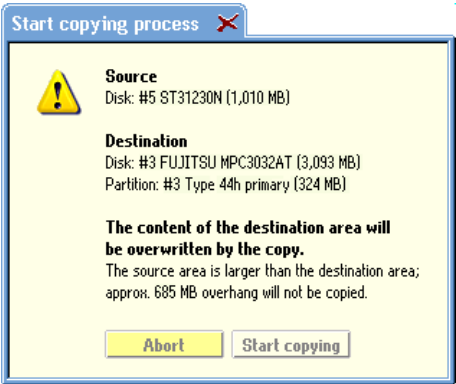 Start copying process
Source
Disk: #5 ST31230N (1,010 MB)
Destination
Disk: #3 FUJITSU MPC3032AT (3,093 MB)
Partition: #3 Type 44h primary (324 MB)
The content of the destination area will
be overwritten by the copy.
The source area is larger than the destination area;
approx. 685 MB overhang will not be copied.
Abort
Start copying